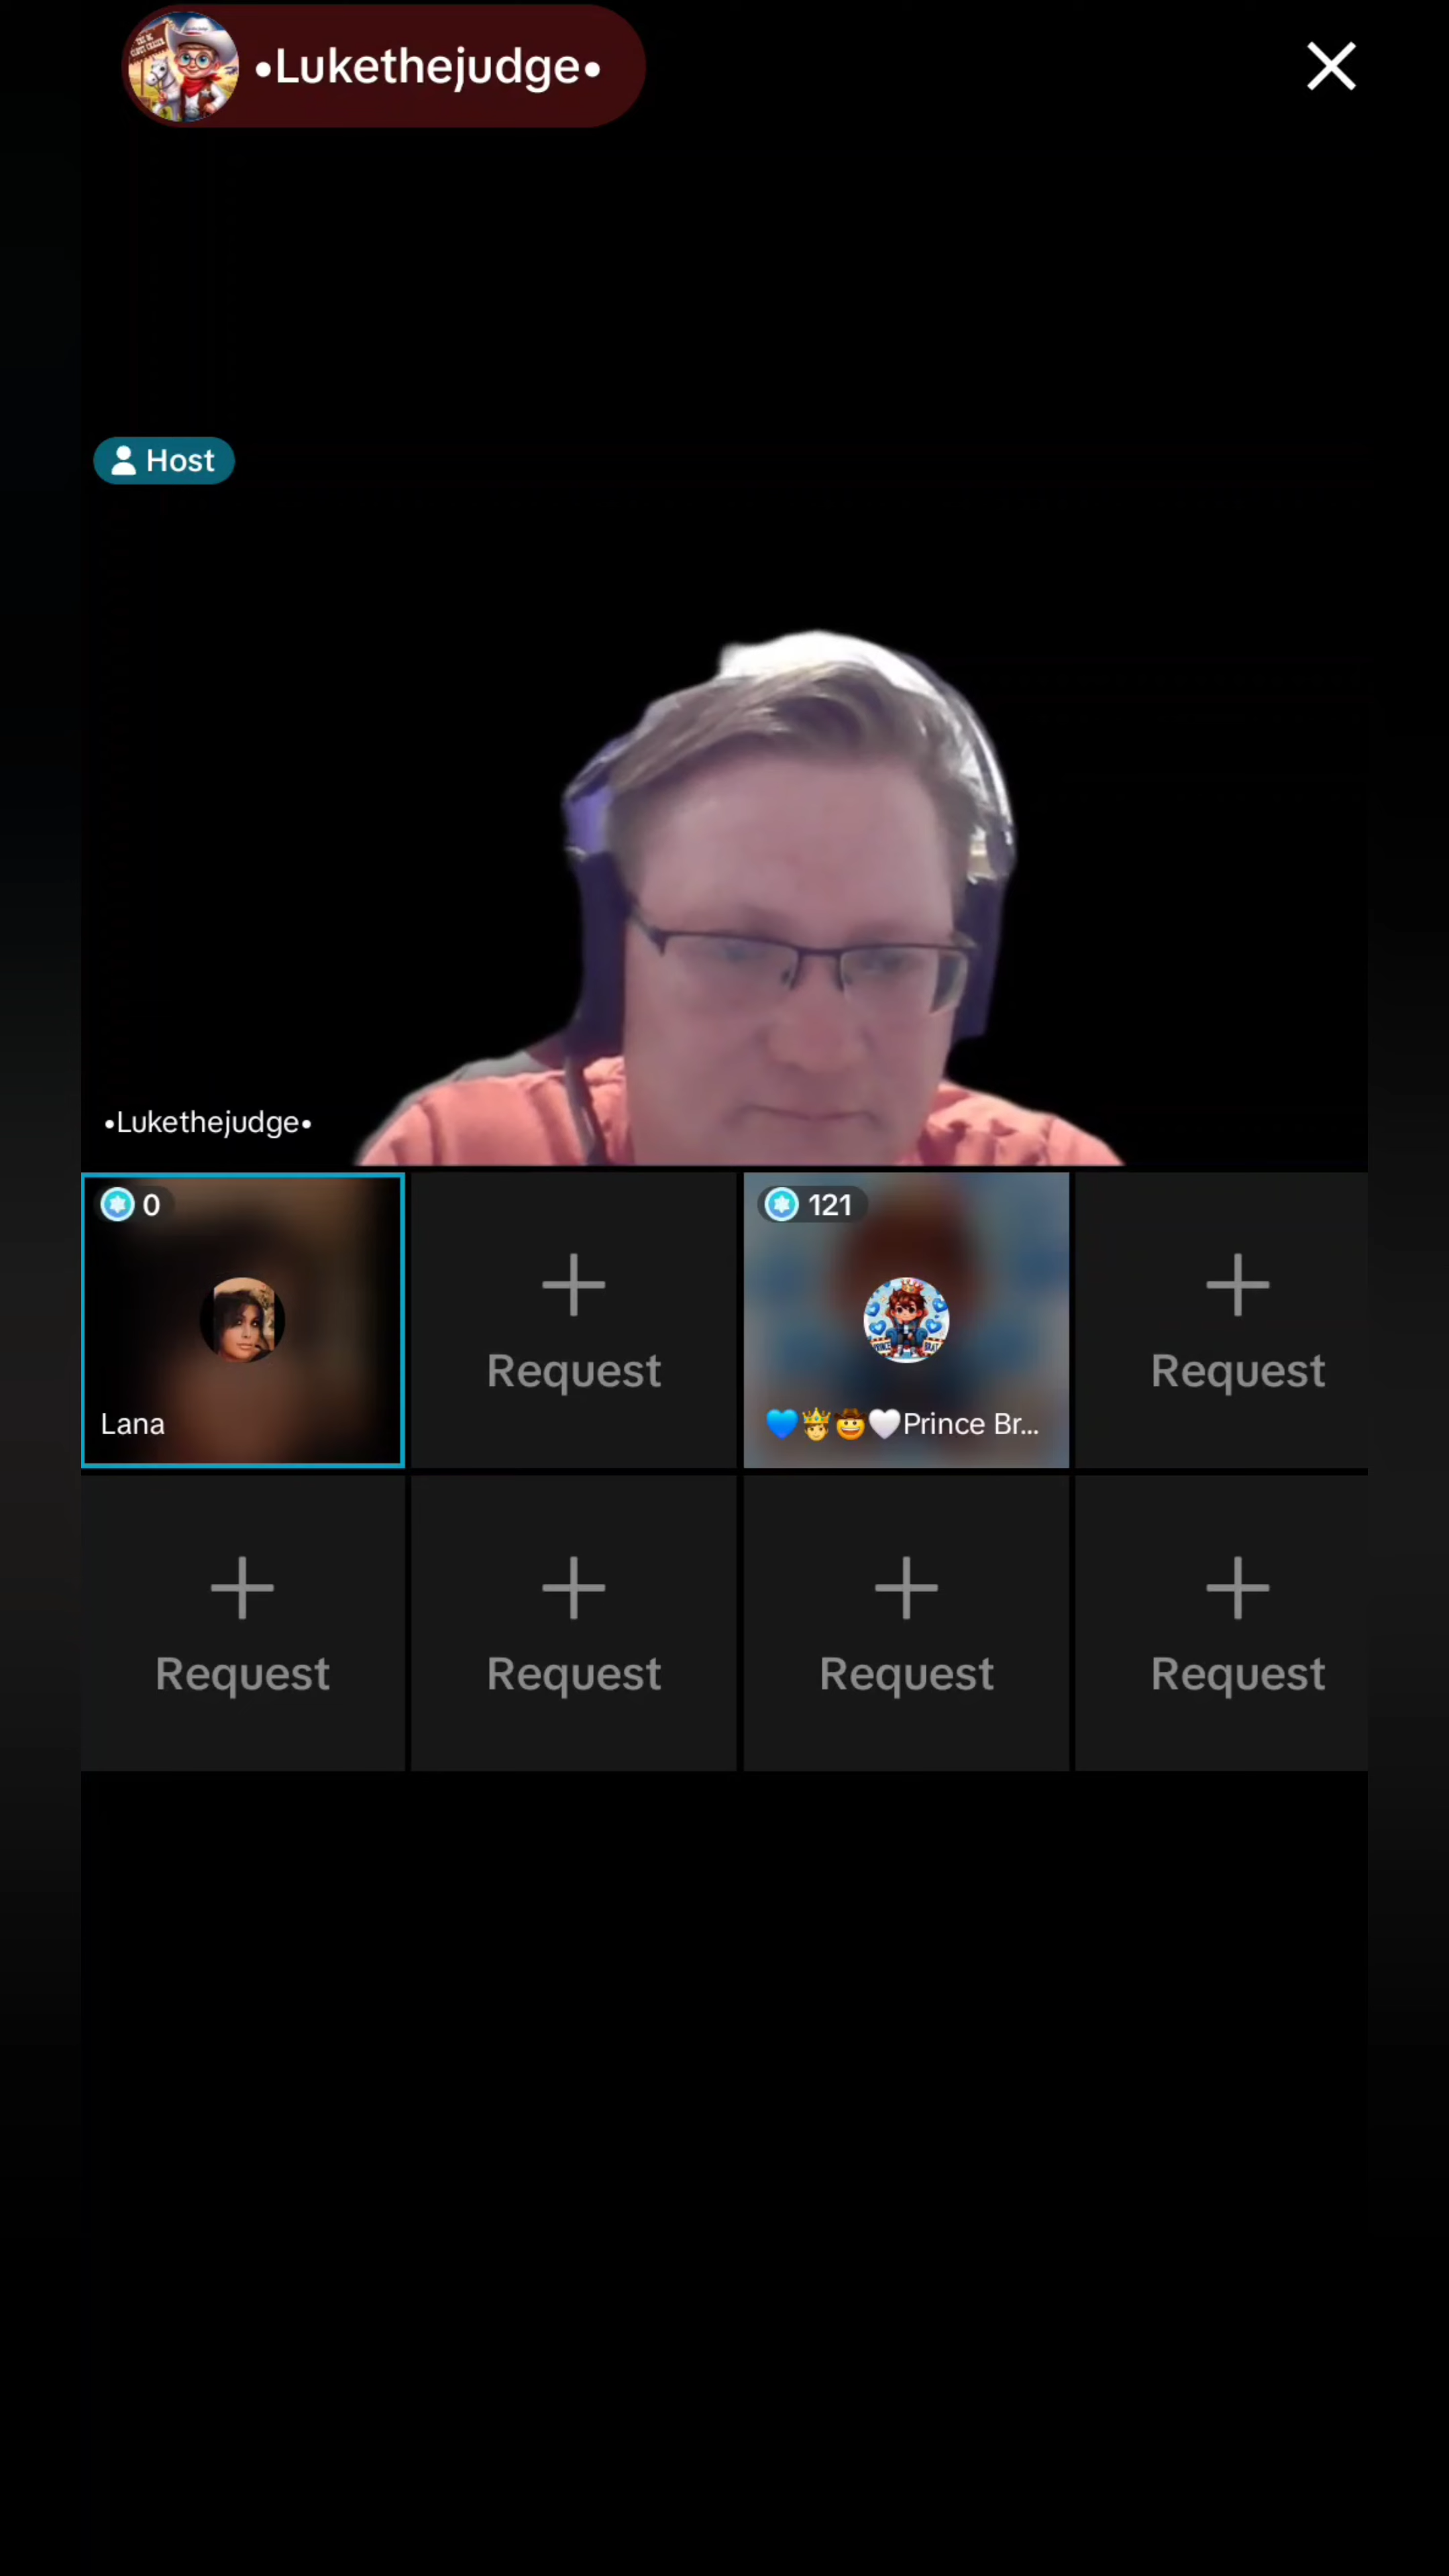 •Lukethejudge•
Host
•Lukethejudge•
0
121
Request
Request
Lana
💙🤴🤠🤍Prince Br...
Request
Request
Request
Request